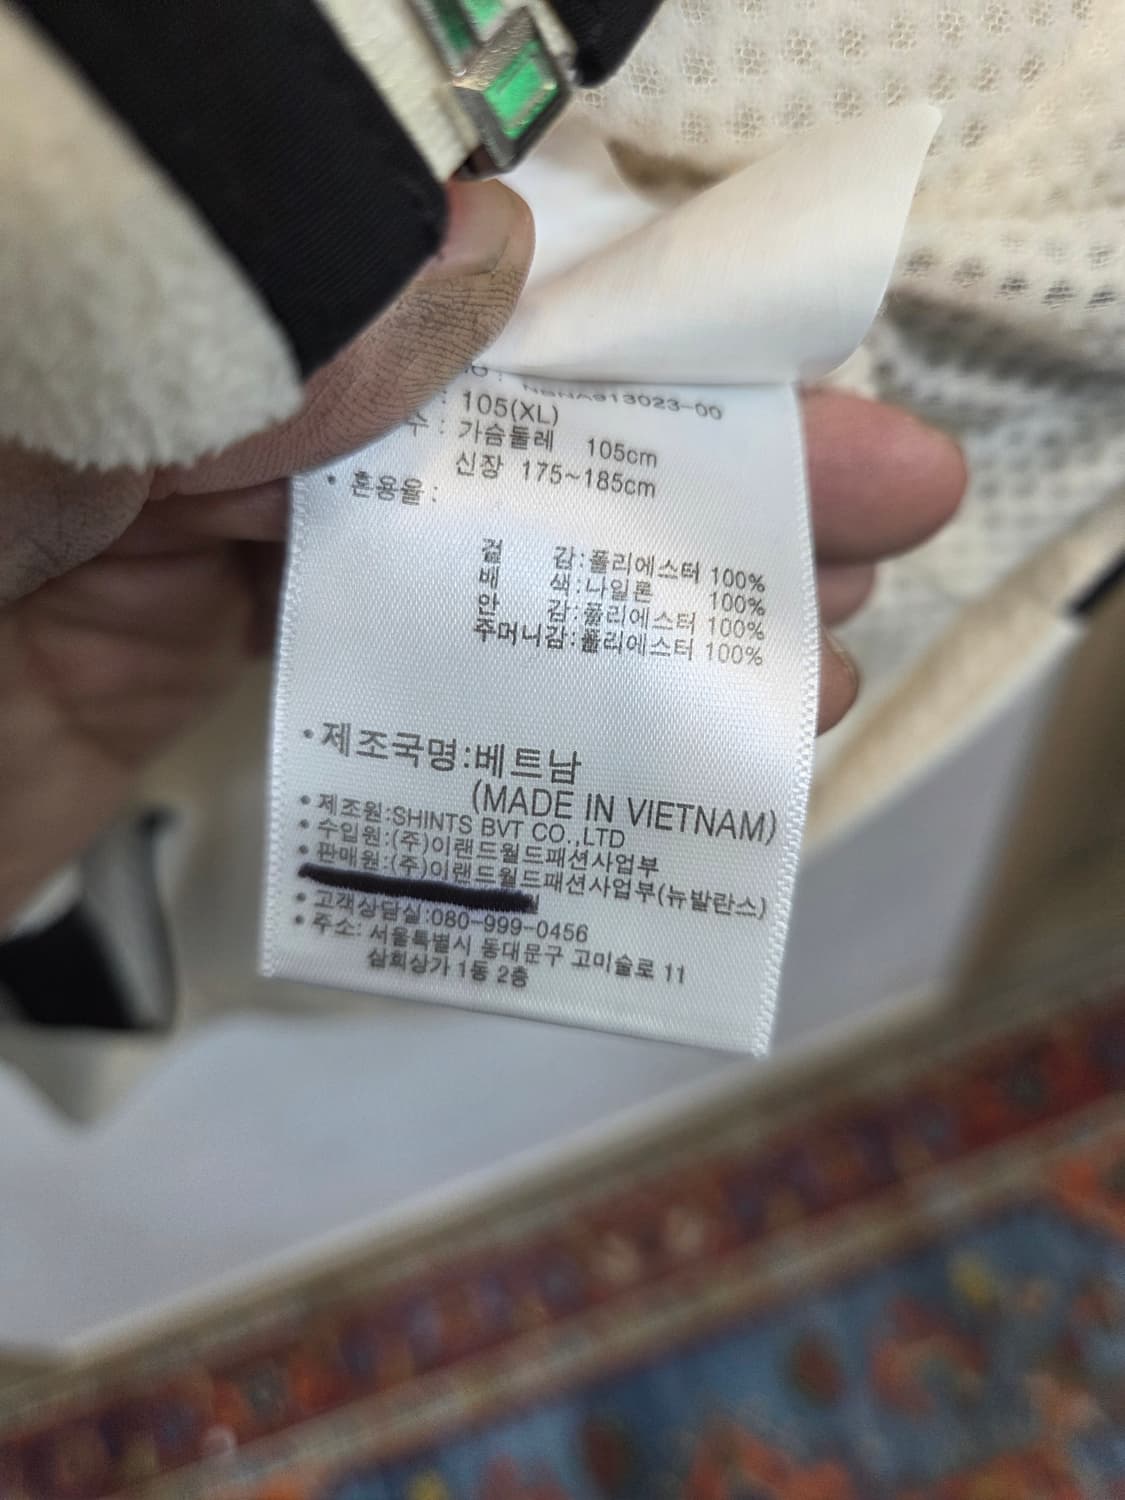 913023-00
: 105(XL)
수 : 가슴둘레 105cm
신장 175~185cm
• 혼용율 :
겉 감:폴리에스터 100%
배 색:나일론 100%
안 감:폴리에스터 100%
주머니감:폴리에스터 100%
• 제조국명:베트남
(MADE IN VIETNAM)
• 제조원:SHINTS BVT CO.,LTD
• 수입원:(주)이랜드월드패션사업부
• 판매원:(주)이랜드월드패션사업부(뉴발란스)
• 고객상담실:080-999-0456
• 주소: 서울특별시 동대문구 고미술로 11
삼희상가 1동 2층